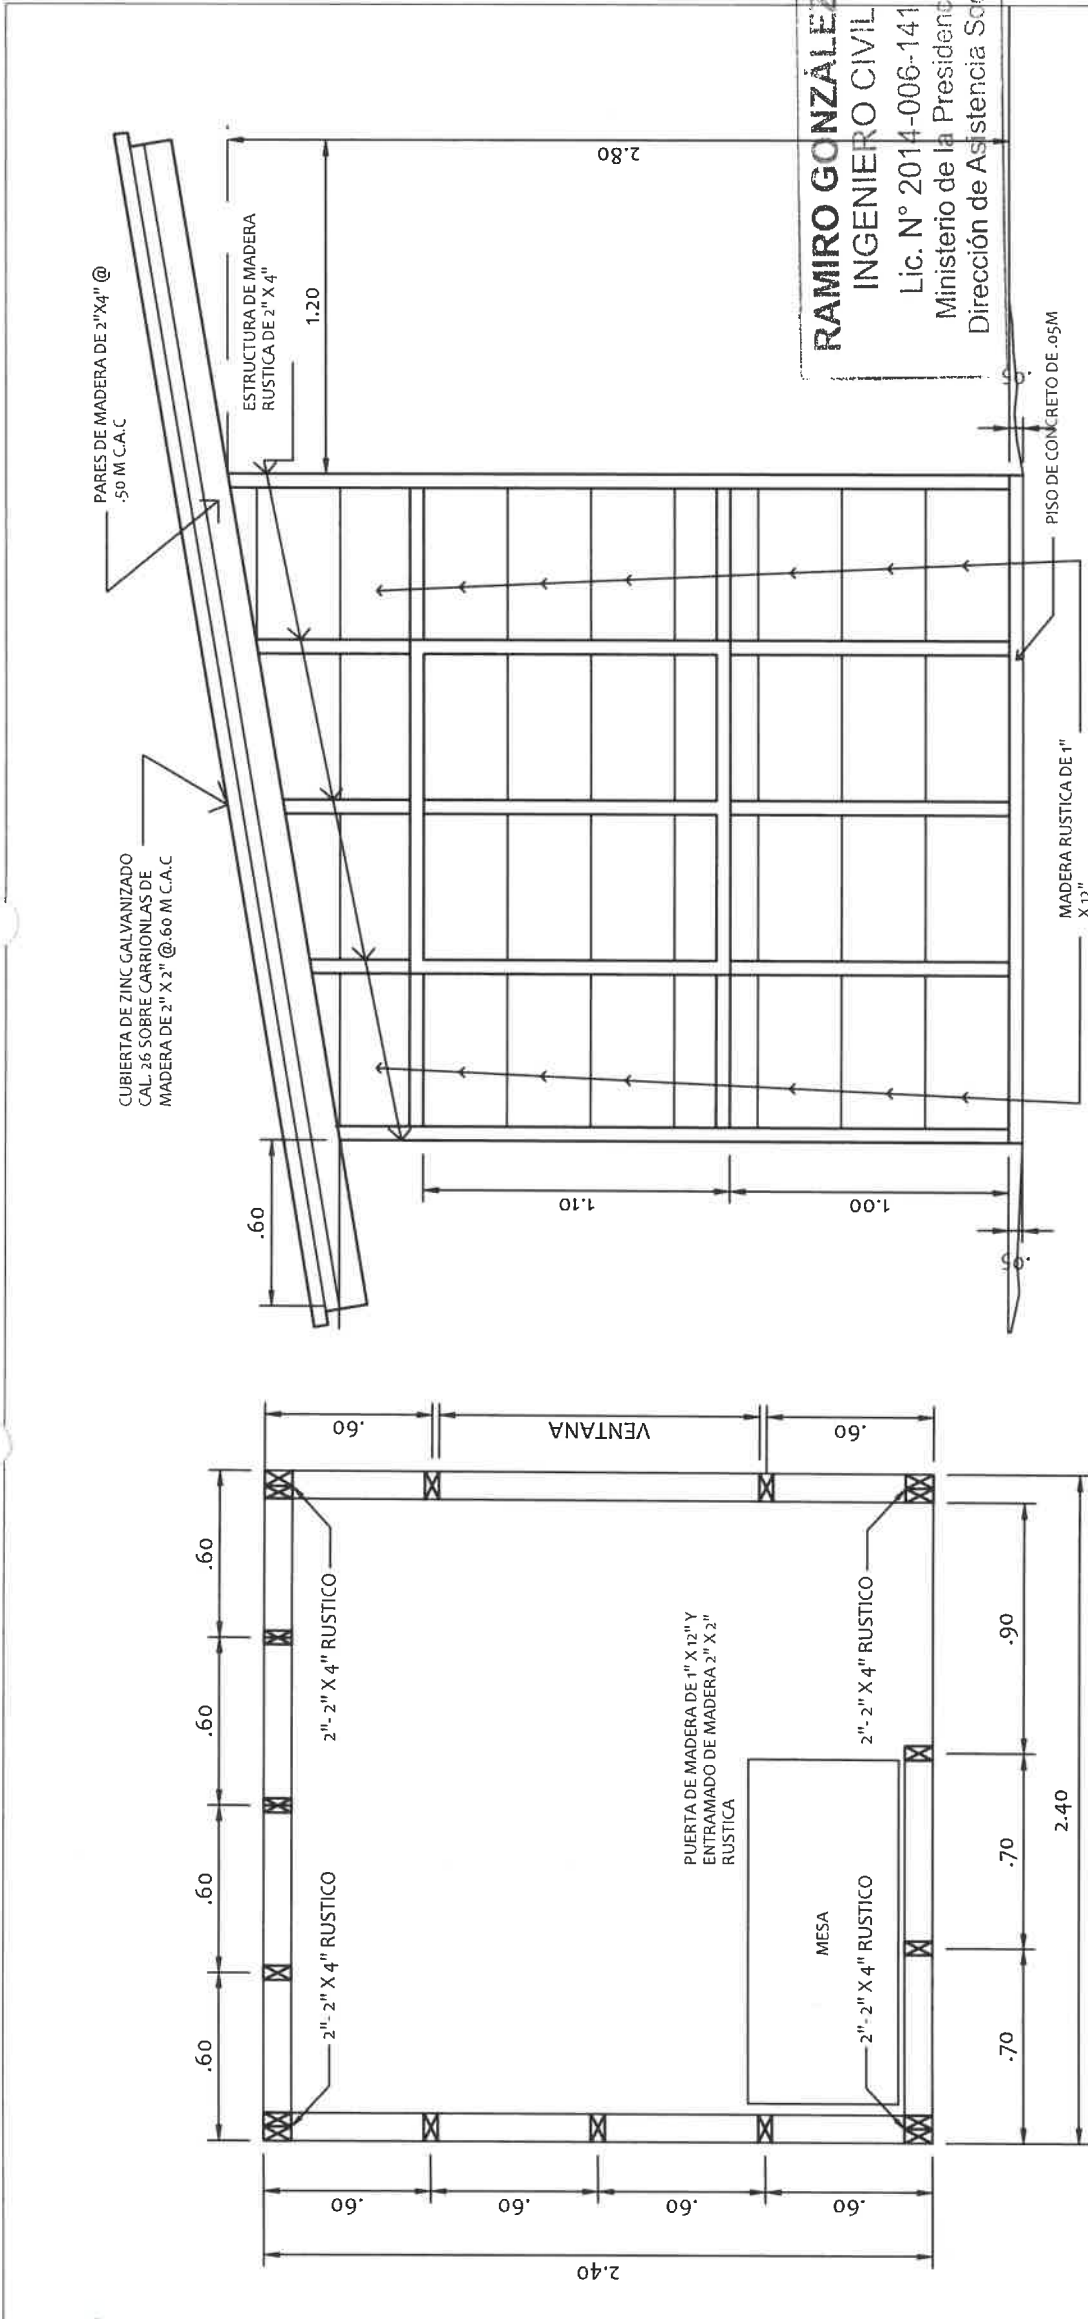 .60
.60
.60
.60
.60
.60
.60
.60
2.40
2"- 2" X 4" RUSTICO
2"- 2" X 4" RUSTICO
.60
VENTANA
.60
PUERTA DE MADERA DE 1" X 12" Y
ENTRAMADO DE MADERA 2" X 2"
RUSTICA
MESA
2"- 2" X 4" RUSTICO
2"- 2" X 4" RUSTICO
.70
.70
.90
2.40
CUBIERTA DE ZINC GALVANIZADO
CAL. 26 SOBRE CARRIONLAS DE
MADERA DE 2" X 2" @.60 M C.A.C
PARES DE MADERA DE 2"X4" @
.50 M C.A.C
.60
ESTRUCTURA DE MADERA
RUSTICA DE 2" X 4"
1.20
2.80
1.10
1.00
.05
.05
PISO DE CONCRETO DE .05M
MADERA RUSTICA DE 1"
X 12"
RAMIRO GONZÁLEZ
INGENIERO CIVIL
Lic. N° 2014-006-141
Ministerio de la Presidenc
Dirección de Asistencia Soc